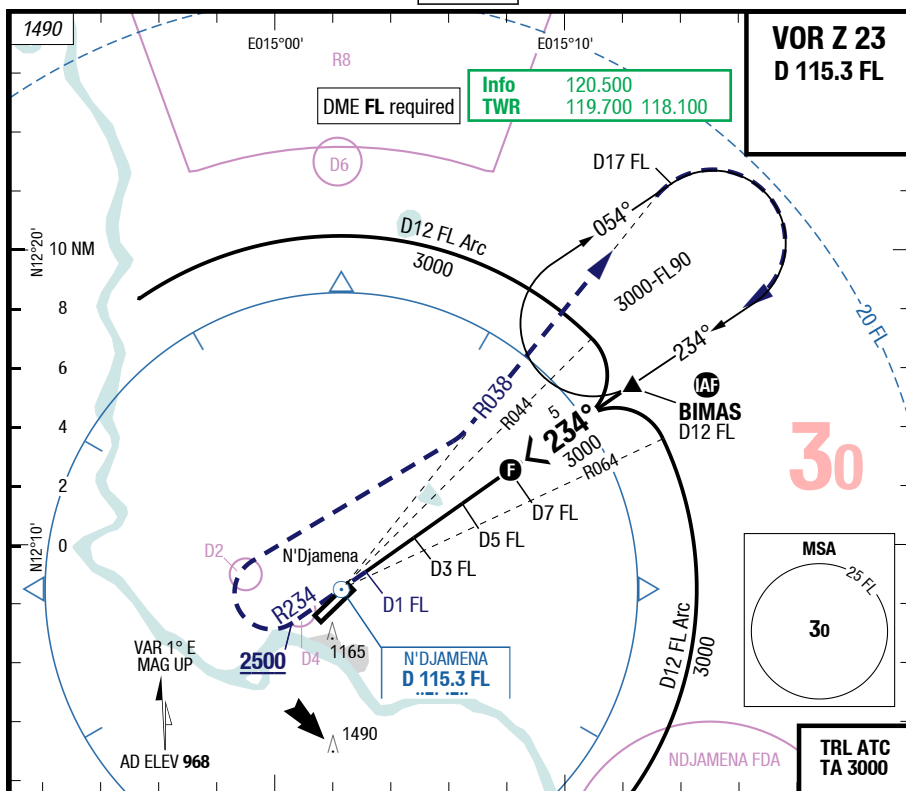 1490
E015°00'
E015°10'
VOR Z 23
D 115.3 FL
R8
Info 120.500
TWR 119.700 118.100
DME FL required
D6
D17 FL
054°
D12 FL Arc
3000
3000-FL90
N12°20'
10 NM
8
6
4
2
0
N12°10'
234°
20 FL
IAF
BIMAS
D12 FL
R038
R044
5
234°
3000
R064
30
F
D7 FL
D5 FL
D3 FL
D1 FL
D2
N'Djamena
R234
D4
2500
1165
N'DJAMENA
D 115.3 FL
D12 FL Arc
3000
MSA
25 FL
30
VAR 1° E
MAG UP
AD ELEV 968
1490
NDJAMENA FDA
TRL ATC
TA 3000